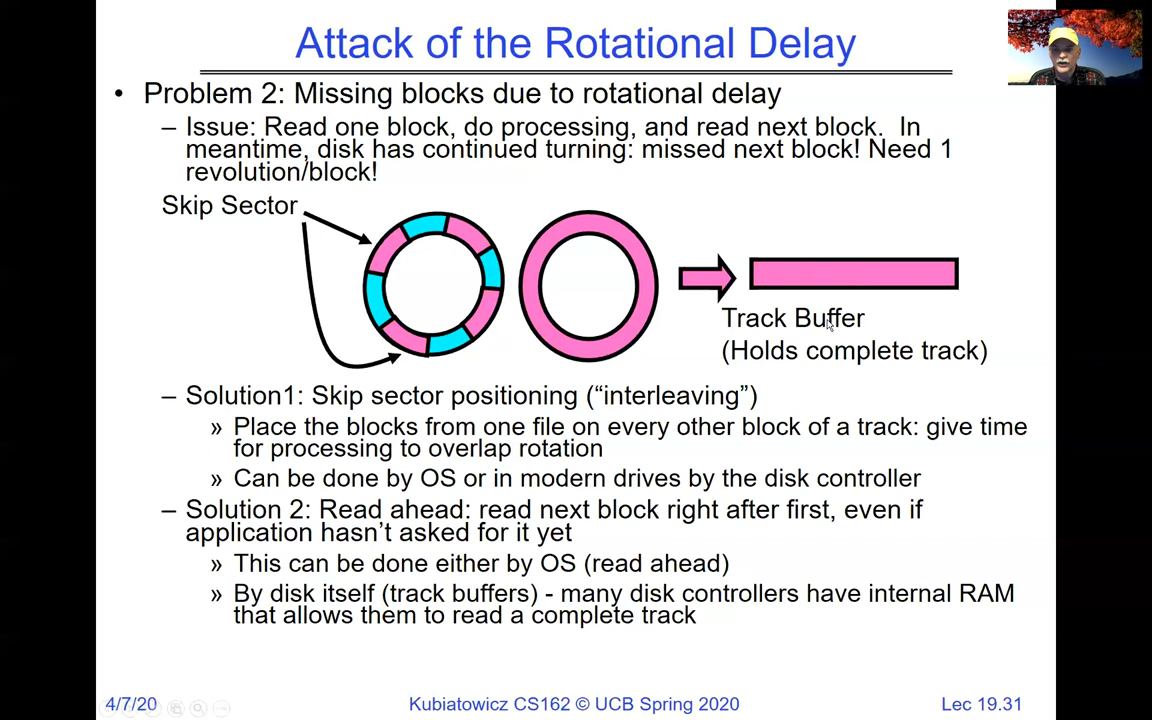 Attack of the Rotational Delay
• Problem 2: Missing blocks due to rotational delay
– Issue: Read one block, do processing, and read next block. In
meantime, disk has continued turning: missed next block! Need 1
revolution/block!
Skip Sector
Track Buffer
(Holds complete track)
– Solution1: Skip sector positioning (“interleaving”)
» Place the blocks from one file on every other block of a track: give time
for processing to overlap rotation
» Can be done by OS or in modern drives by the disk controller
– Solution 2: Read ahead: read next block right after first, even if
application hasn’t asked for it yet
» This can be done either by OS (read ahead)
» By disk itself (track buffers) - many disk controllers have internal RAM
that allows them to read a complete track
4/7/20
Kubiatowicz CS162 © UCB Spring 2020
Lec 19.31